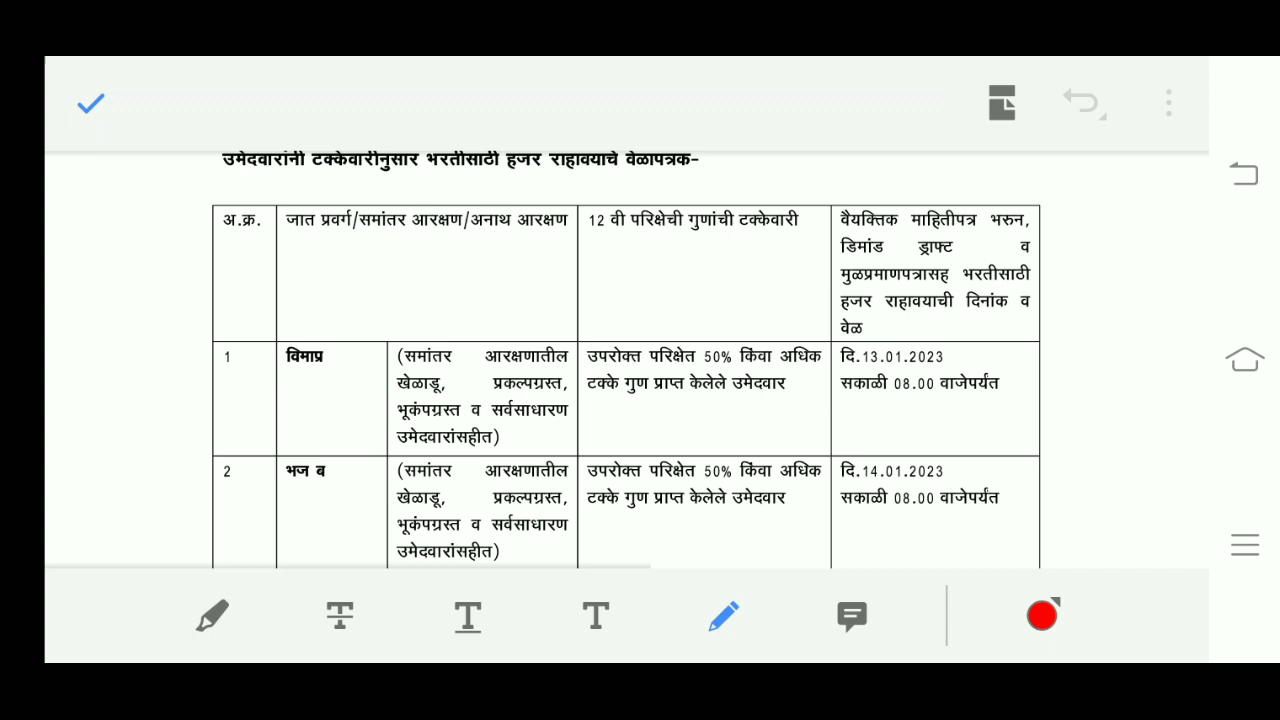 उमेदवारांनी टक्केवारीनुसार भरतीसाठी हजर राहावयाचे वेळापत्रक-
अ.क्र.
जात प्रवर्ग/समांतर आरक्षण/अनाथ आरक्षण
12 वी परिक्षेची गुणांची टक्केवारी
वैयक्तिक माहितीपत्र भरुन,
डिमांड ड्राफ्ट व
मुळप्रमाणपत्रासह भरतीसाठी
हजर राहावयाची दिनांक व
वेळ
1
विमाप्र
(समांतर आरक्षणातील
खेळाडू, प्रकल्पग्रस्त,
भूकंपग्रस्त व सर्वसाधारण
उमेदवारांसहीत)
उपरोक्त परिक्षेत 50% किंवा अधिक
टक्के गुण प्राप्त केलेले उमेदवार
दि.13.01.2023
सकाळी 08.00 वाजेपर्यंत
2
भज ब
(समांतर आरक्षणातील
खेळाडू, प्रकल्पग्रस्त,
भूकंपग्रस्त व सर्वसाधारण
उमेदवारांसहीत)
उपरोक्त परिक्षेत 50% किंवा अधिक
टक्के गुण प्राप्त केलेले उमेदवार
दि.14.01.2023
सकाळी 08.00 वाजेपर्यंत